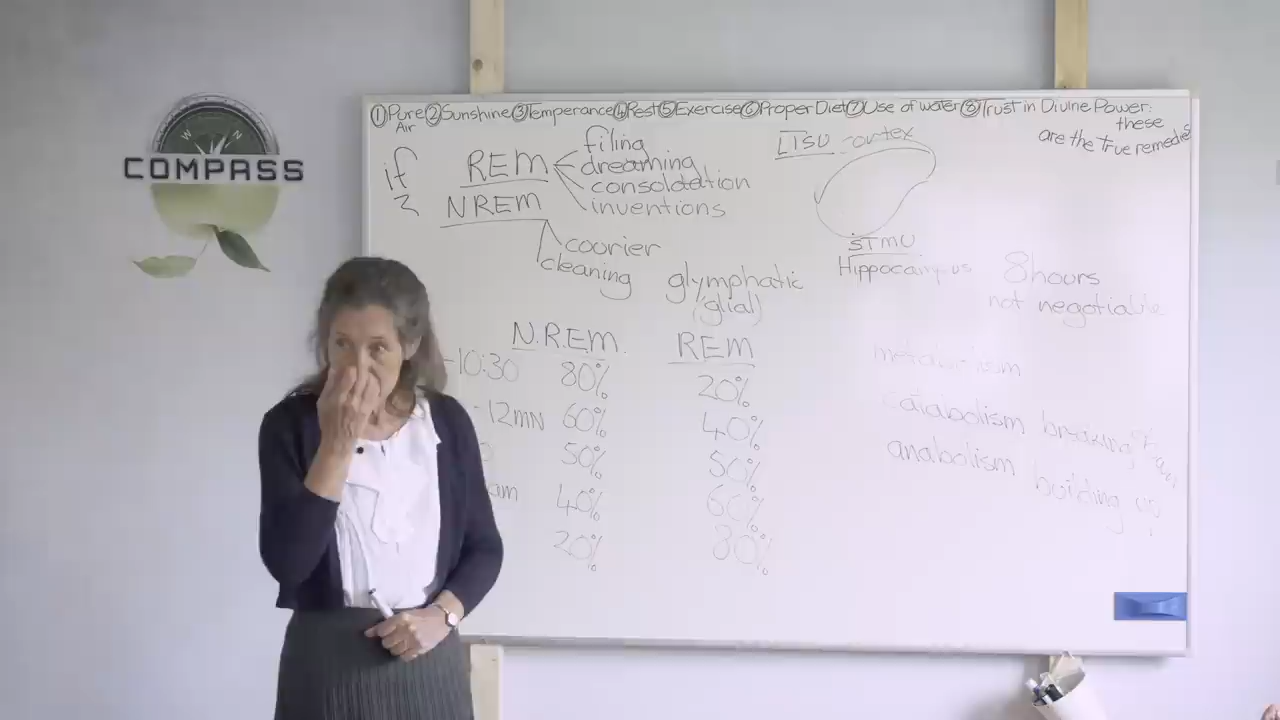 W N
COMPASS
①Pure ②Sunshine ③Temperance ④Rest ⑤Exercise ⑥Proper Diet ⑦Use of water ⑧Trust in Divine Power:
Air
these
are the true remedies
if
2
REM
filing
dreaming
consoldation
inventions
NREM
coorier
cleaning
glymphatic
(glial)
LTSU cortex
STMU
Hippocampus
8 hours
not negotiable
N.R.E.M. REM
-10:30 80% 20%
-12MN 60% 40%
50% 50%
am 40% 60%
20% 80%
metabolism
catabolism breaking
anabolism building up